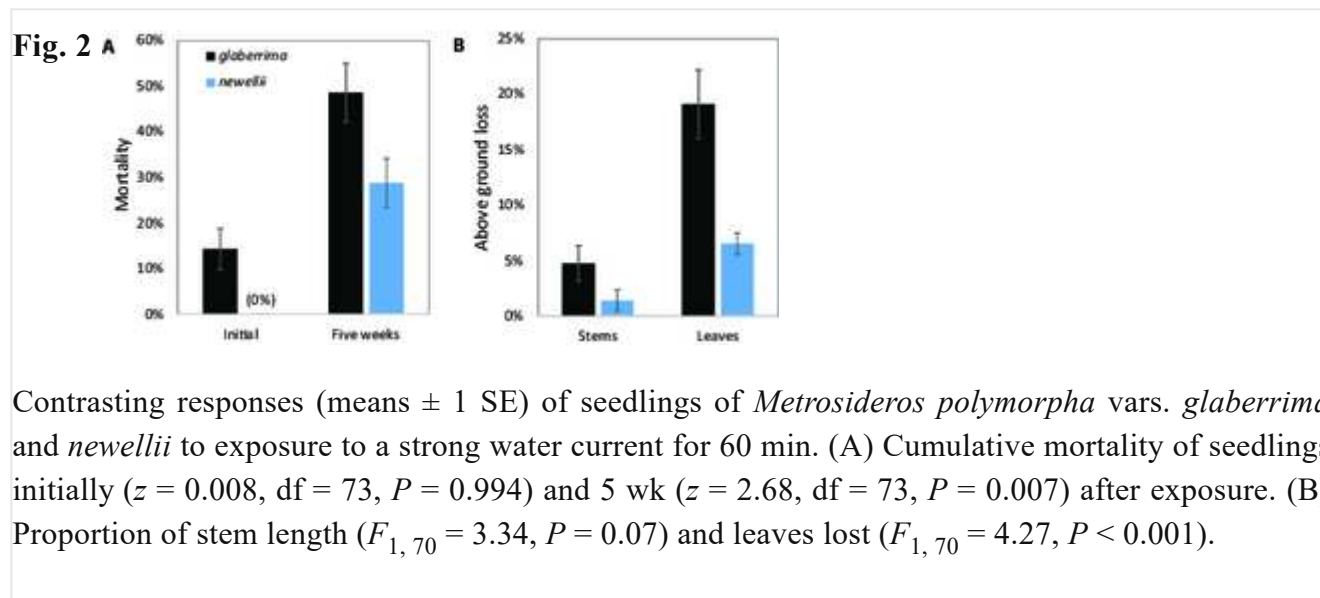 Fig. 2 A
60%
50%
40%
30%
20%
10%
0%
Mortality
glaberrima
newellii
(0%)
Initial
Five weeks
B
25%
20%
15%
10%
5%
0%
Above ground loss
Stems
Leaves
Contrasting responses (means ± 1 SE) of seedlings of Metrosideros polymorpha vars. glaberrima
and newellii to exposure to a strong water current for 60 min. (A) Cumulative mortality of seedlings
initially (z = 0.008, df = 73, P = 0.994) and 5 wk (z = 2.68, df = 73, P = 0.007) after exposure. (B
Proportion of stem length (F1, 70 = 3.34, P = 0.07) and leaves lost (F1, 70 = 4.27, P < 0.001).